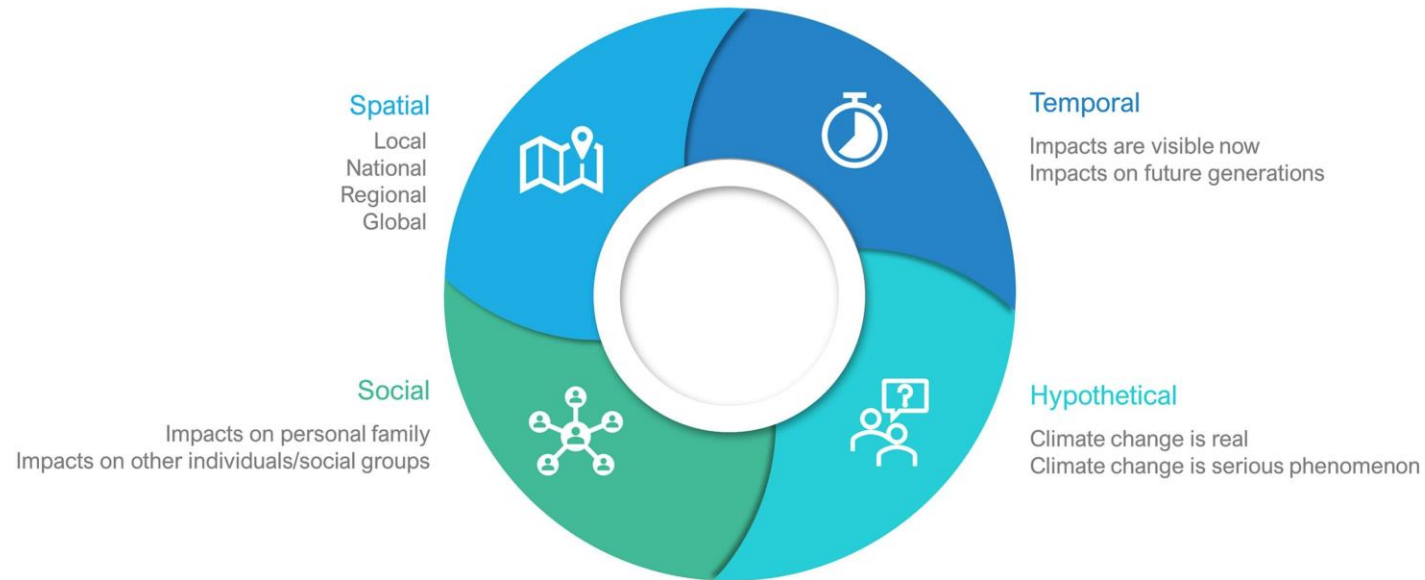 Spatial
Local
National
Regional
Global
Temporal
Impacts are visible now
Impacts on future generations
Social
Impacts on personal family
Impacts on other individuals/social groups
?
Hypothetical
Climate change is real
Climate change is serious phenomenon